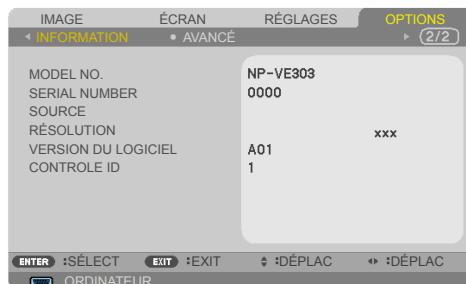 IMAGE ÉCRAN RÉGLAGES OPTIONS
INFORMATION • AVANCÉ 2/2
MODEL NO. NP-VE303
SERIAL NUMBER 0000
SOURCE
RÉSOLUTION xxx
VERSION DU LOGICIEL A01
CONTROLE ID 1
ENTER :SÉLECT EXIT :EXIT :DÉPLAC :DÉPLAC
ORDINATEUR